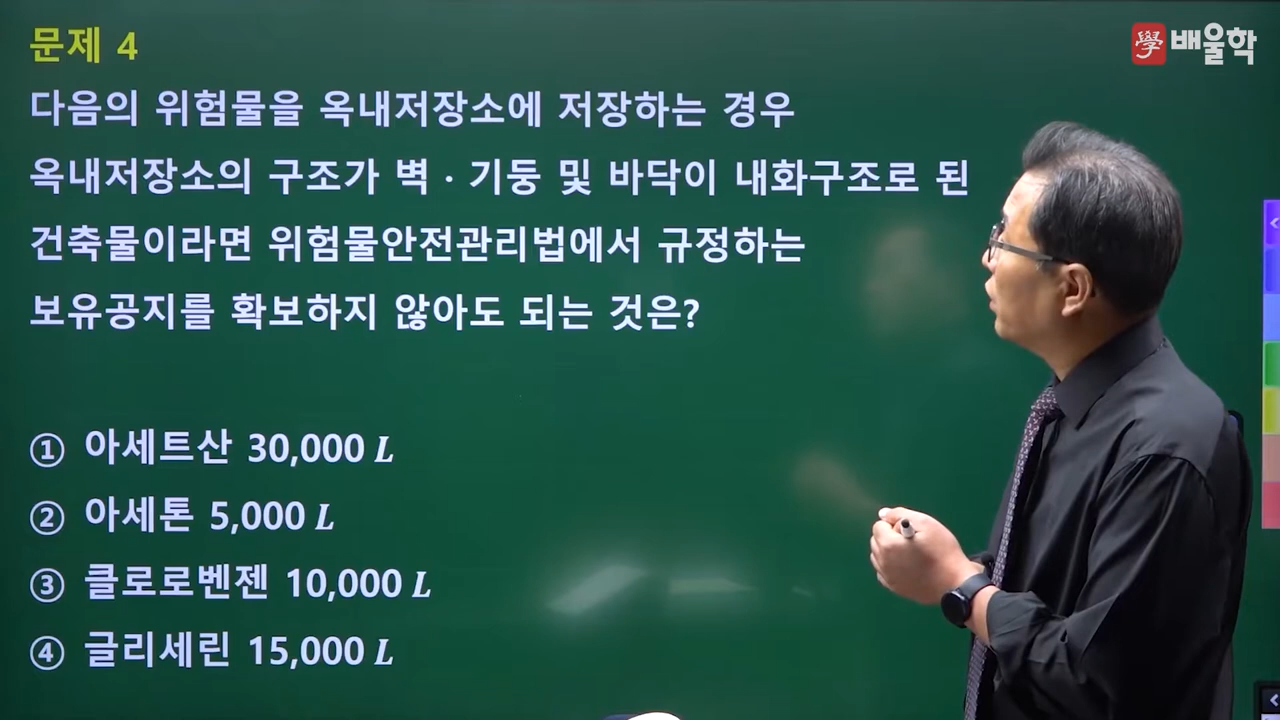 문제 4
學 배울학
다음의 위험물을 옥내저장소에 저장하는 경우
옥내저장소의 구조가 벽 · 기둥 및 바닥이 내화구조로 된
건축물이라면 위험물안전관리법에서 규정하는
보유공지를 확보하지 않아도 되는 것은?
① 아세트산 30,000 L
② 아세톤 5,000 L
③ 클로로벤젠 10,000 L
④ 글리세린 15,000 L